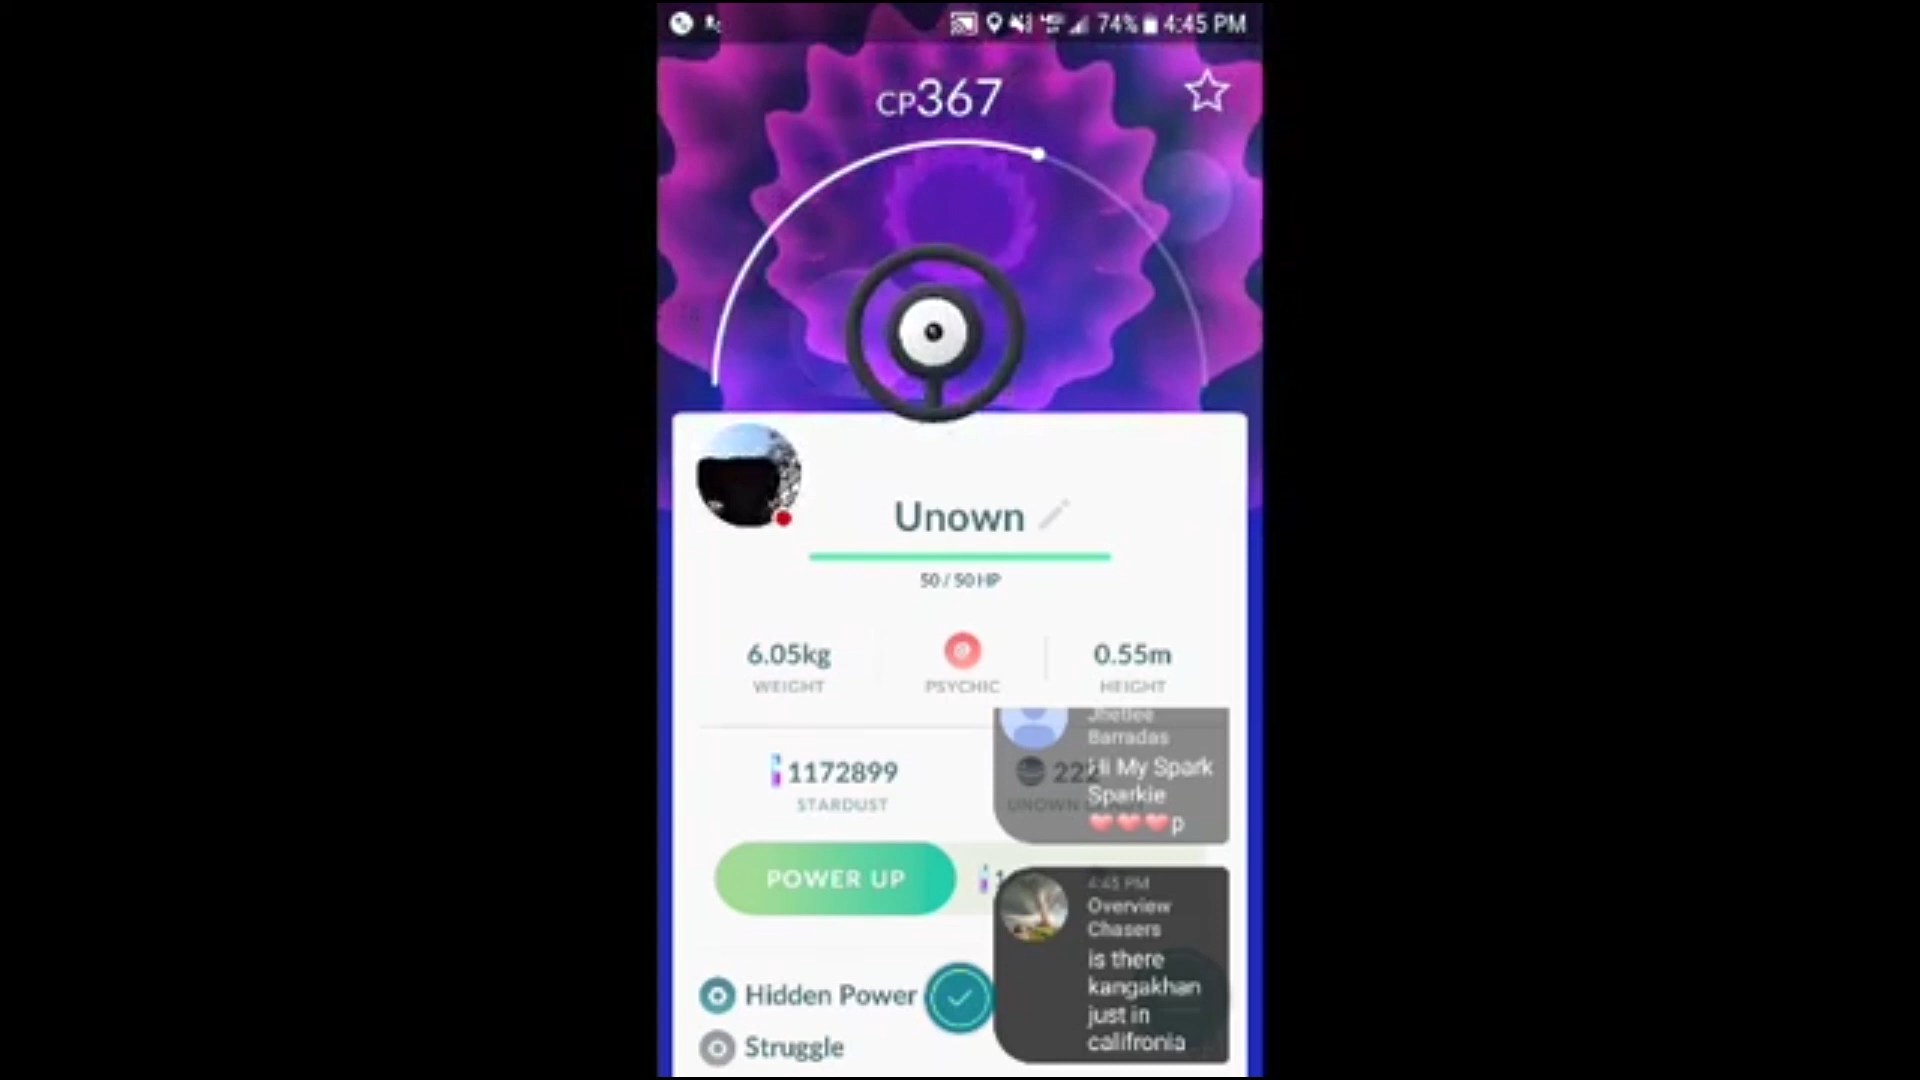 74% 4:45 PM
CP367
Unown
50 / 50 HP
6.05kg
WEIGHT
PSYCHIC
0.55m
HEIGHT
1172899
STARDUST
222
UNOWN
POWER UP
Hidden Power
Struggle
Jhetlee
Barradas
Hi My Spark
Sparkie
❤️❤️❤️p
4:45 PM
Overview
Chasers
is there
kangakhan
just in
califronia